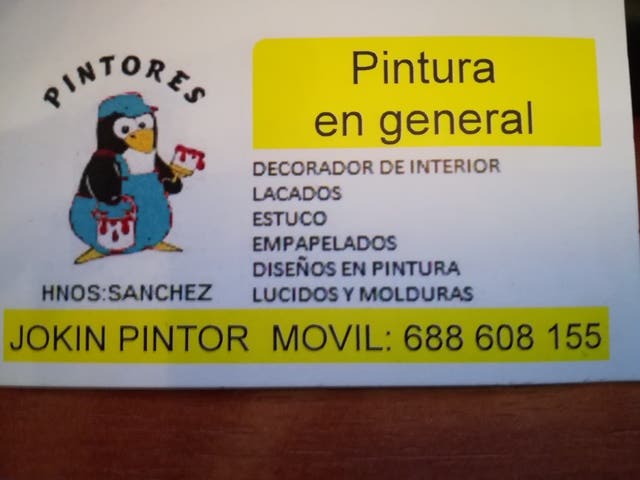 PINTORES
HNOS:SANCHEZ
Pintura
en general
DECORADOR DE INTERIOR
LACADOS
ESTUCO
EMPAPELADOS
DISEÑOS EN PINTURA
LUCIDOS Y MOLDURAS
JOKIN PINTOR MOVIL: 688 608 155